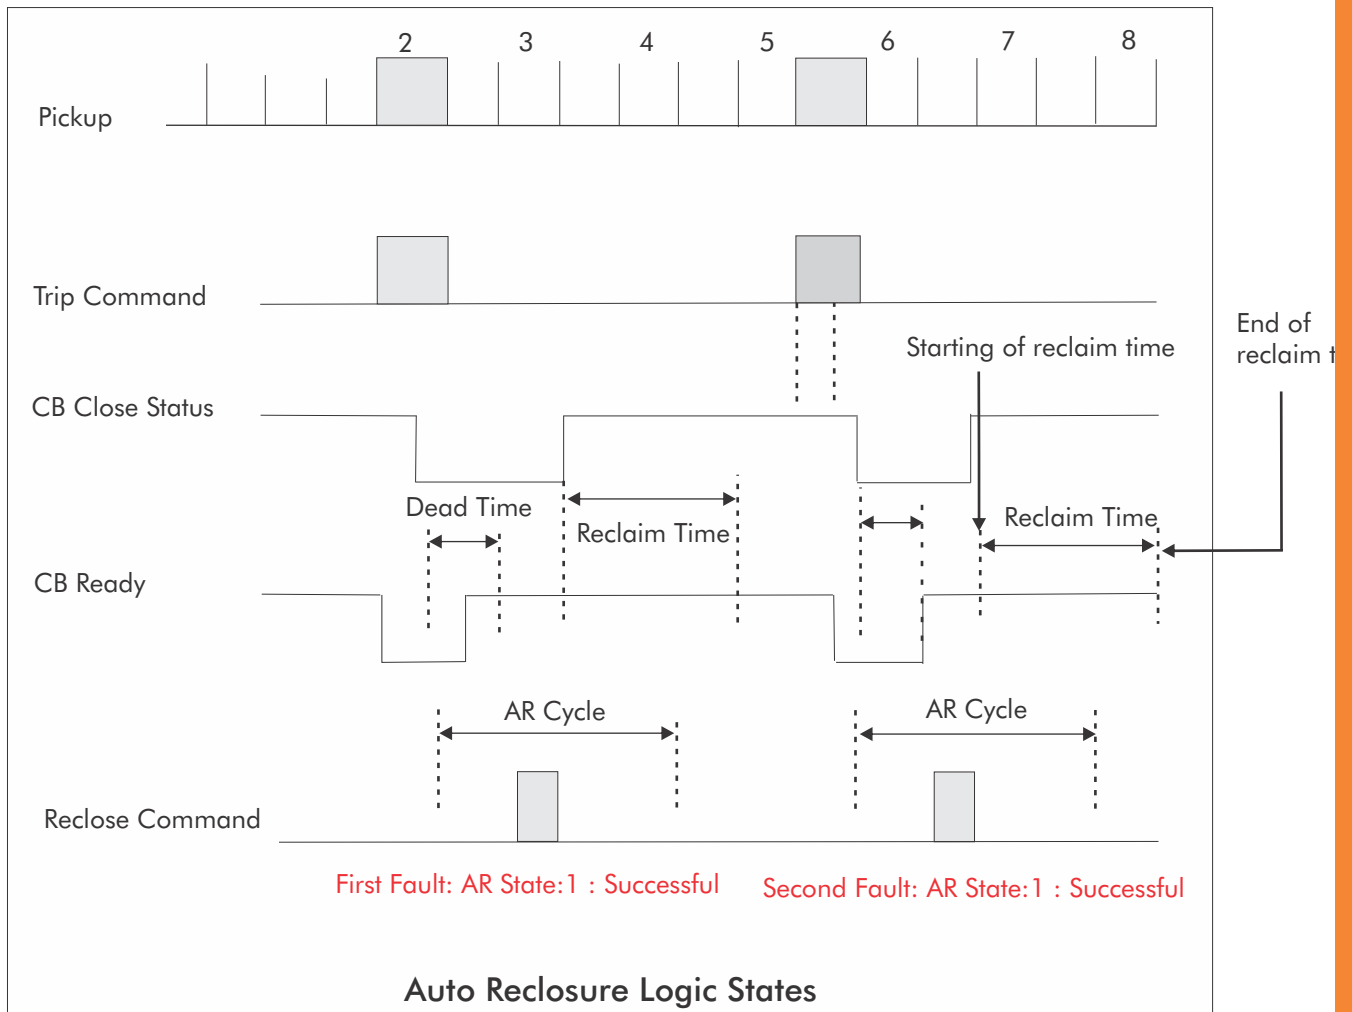 2 3 4 5 6 7 8
Pickup
Trip Command
End of
reclaim t
Starting of reclaim time
CB Close Status
Dead Time
Reclaim Time
Reclaim Time
CB Ready
AR Cycle
AR Cycle
Reclose Command
First Fault: AR State:1 : Successful
Second Fault: AR State:1 : Successful
Auto Reclosure Logic States